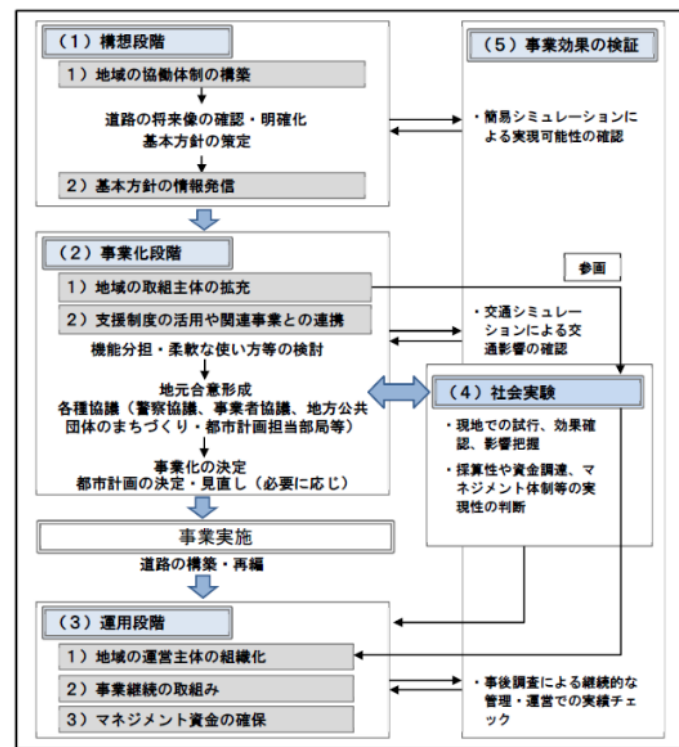 （１）構想段階
１）地域の協働体制の構築
道路の将来像の確認・明確化
基本方針の策定
２）基本方針の情報発信
（５）事業効果の検証
・簡易シミュレーションに
よる実現可能性の確認
（２）事業化段階
１）地域の取組主体の拡充
２）支援制度の活用や関連事業との連携
機能分担・柔軟な使い方等の検討
地元合意形成
各種協議（警察協議、事業者協議、地方公共
団体のまちづくり・都市計画担当部局等）
事業化の決定
都市計画の決定・見直し（必要に応じ）
参画
・交通シミュレー
ションによる交
通影響の確認
（４）社会実験
・現地での試行、効果確
認、影響把握
・採算性や資金調達、マ
ネジメント体制等の実
現性の判断
事業実施
道路の構築・再編
（３）運用段階
１）地域の運営主体の組織化
２）事業継続の取組み
３）マネジメント資金の確保
・事後調査による継続的な
管理・運営での実績チェ
ック